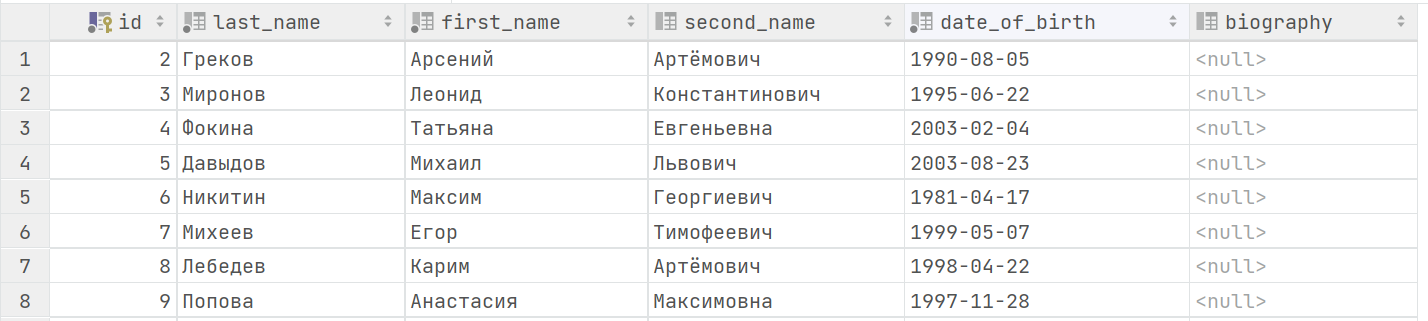 id last_name first_name second_name date_of_birth biography
1 2 Греков Арсений Артёмович 1990-08-05 <null>
2 3 Миронов Леонид Константинович 1995-06-22 <null>
3 4 Фокина Татьяна Евгеньевна 2003-02-04 <null>
4 5 Давыдов Михаил Львович 2003-08-23 <null>
5 6 Никитин Максим Георгиевич 1981-04-17 <null>
6 7 Михеев Егор Тимофеевич 1999-05-07 <null>
7 8 Лебедев Карим Артёмович 1998-04-22 <null>
8 9 Попова Анастасия Максимовна 1997-11-28 <null>